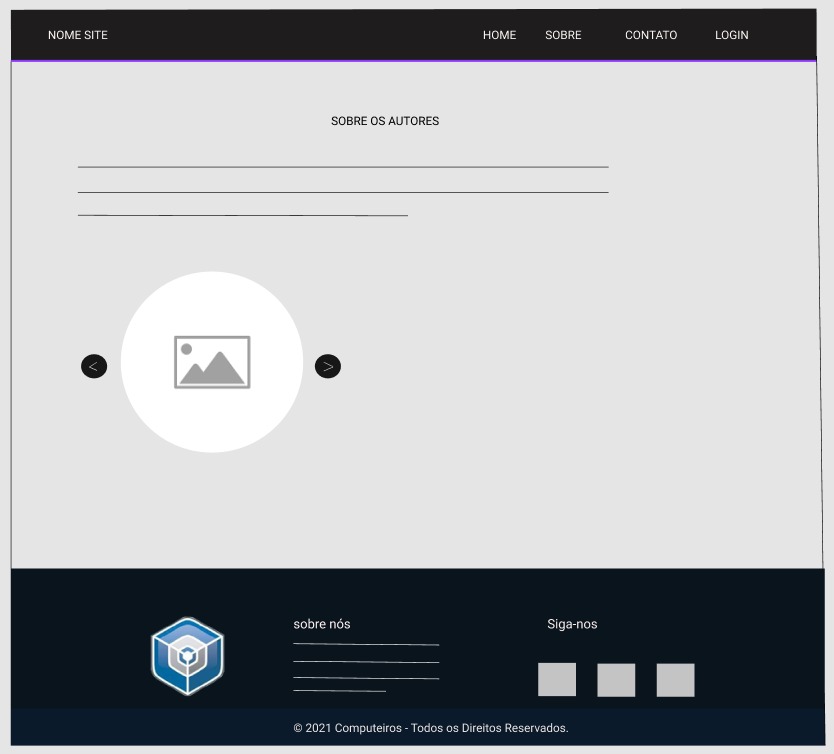 NOME SITE HOME SOBRE CONTATO LOGIN
SOBRE OS AUTORES
< >
sobre nós Siga-nos
© 2021 Computeiros - Todos os Direitos Reservados.